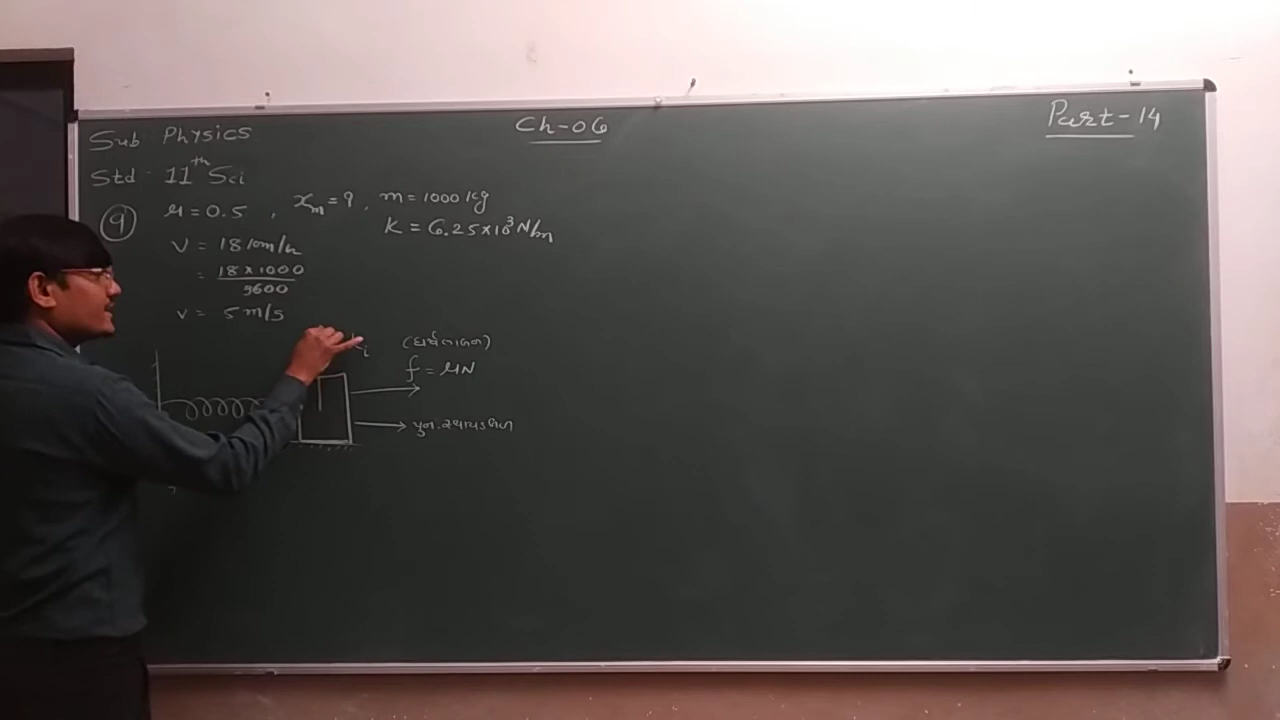 Sub Physics
Ch-06
Part-14
Std 11th Sci
9 μ = 0.5 , xm = ? , m = 1000 kg
k = 6.25×10³ N/m
V = 18 km/h
= 18 × 1000
3600
v = 5 m/s
(ઘર્ષણબળ)
f = μN
પુનઃસ્થાપકબળ